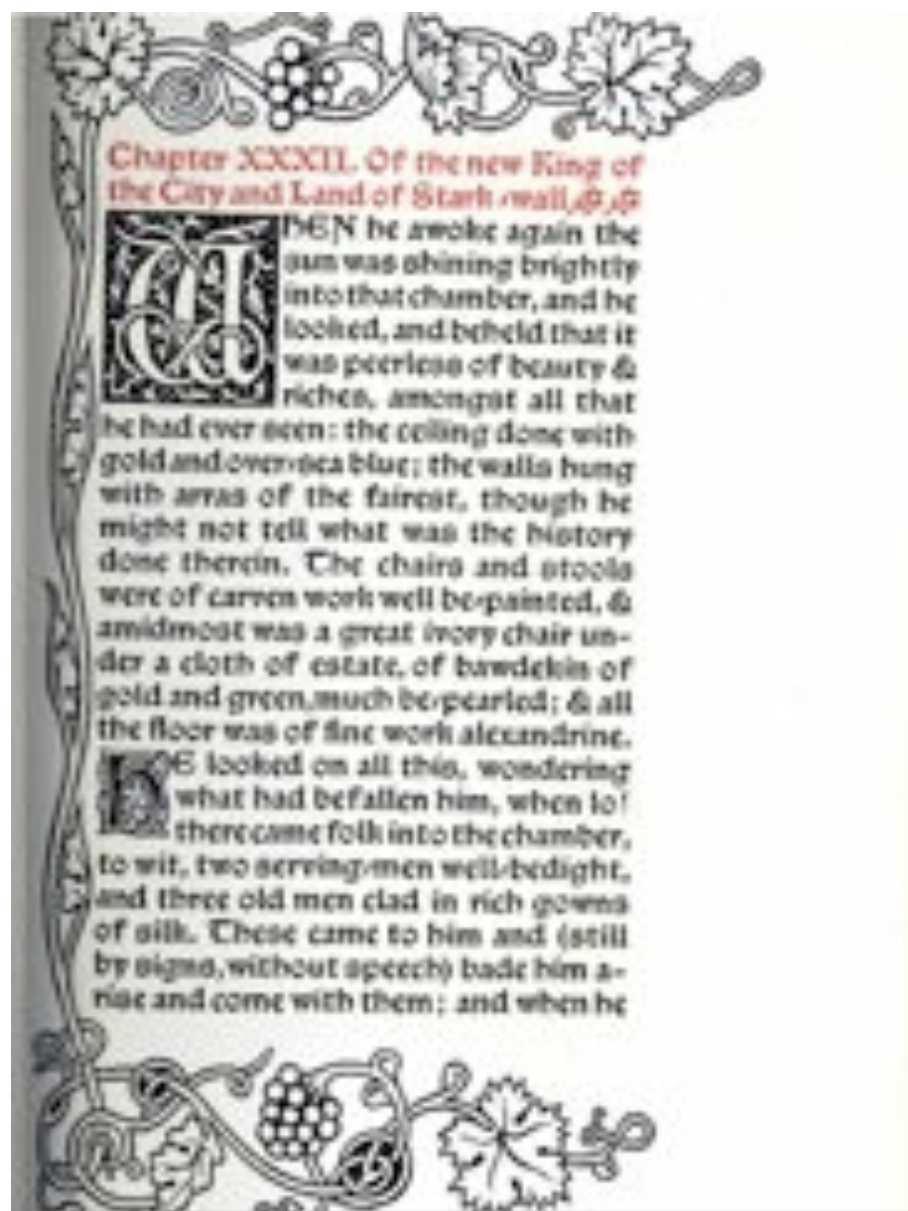 Chapter XXXII. Of the new King of
the City and Land of Stark-wall.
WHEN he awoke again the
sun was shining brightly
into that chamber, and he
looked, and beheld that it
was peerless of beauty &
riches, amongst all that
he had ever seen: the ceiling done with
gold and over-sea blue; the walls hung
with arras of the fairest, though he
might not tell what was the history
done therein. The chairs and stools
were of carven work well be-painted, &
amidmost was a great ivory chair un-
der a cloth of estate, of bawdekin of
gold and green, much be-pearled; & all
the floor was of fine work alexandrine.
HE looked on all this, wondering
what had befallen him, when lo!
there came folk into the chamber,
to wit, two serving-men well-bedight,
and three old men clad in rich gowns
of silk. These came to him and (still
by signs, without speech) bade him a-
rise and come with them; and when he